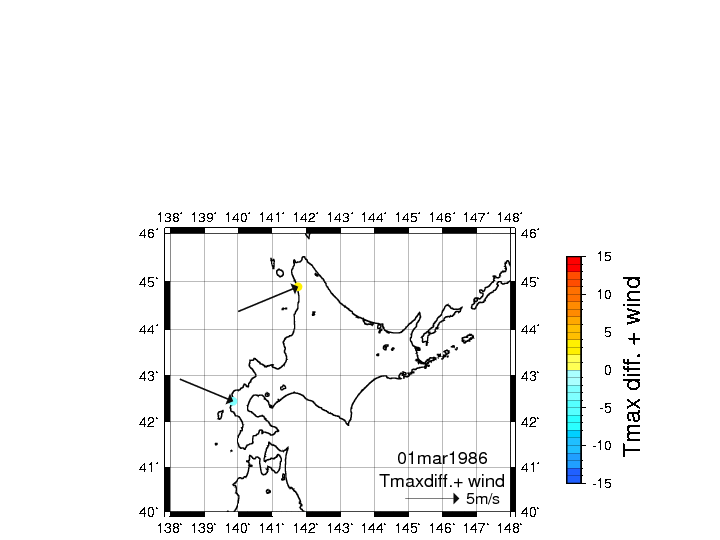 138' 139' 140' 141' 142' 143' 144' 145' 146' 147' 148'
46' 46'
45' 45'
44' 44'
43' 43'
42' 42'
41' 41'
40' 40'
138' 139' 140' 141' 142' 143' 144' 145' 146' 147' 148'
01mar1986
Tmaxdiff.+ wind
5m/s
15
10
5
0
-5
-10
-15
Tmax diff. + wind